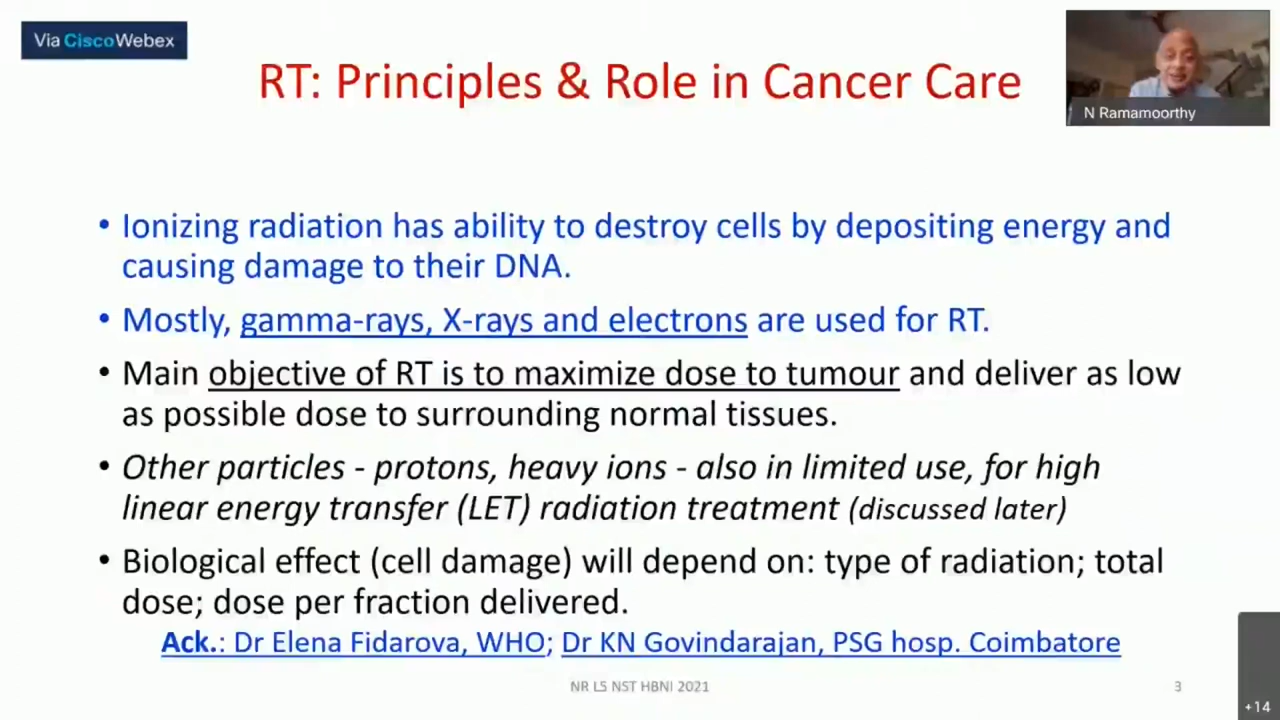 Via CiscoWebex
RT: Principles & Role in Cancer Care
N Ramamoorthy
• Ionizing radiation has ability to destroy cells by depositing energy and
causing damage to their DNA.
• Mostly, gamma-rays, X-rays and electrons are used for RT.
• Main objective of RT is to maximize dose to tumour and deliver as low
as possible dose to surrounding normal tissues.
• Other particles - protons, heavy ions - also in limited use, for high
linear energy transfer (LET) radiation treatment (discussed later)
• Biological effect (cell damage) will depend on: type of radiation; total
dose; dose per fraction delivered.
Ack.: Dr Elena Fidarova, WHO; Dr KN Govindarajan, PSG hosp. Coimbatore
NR L5 NST HBNI 2021
3
+14